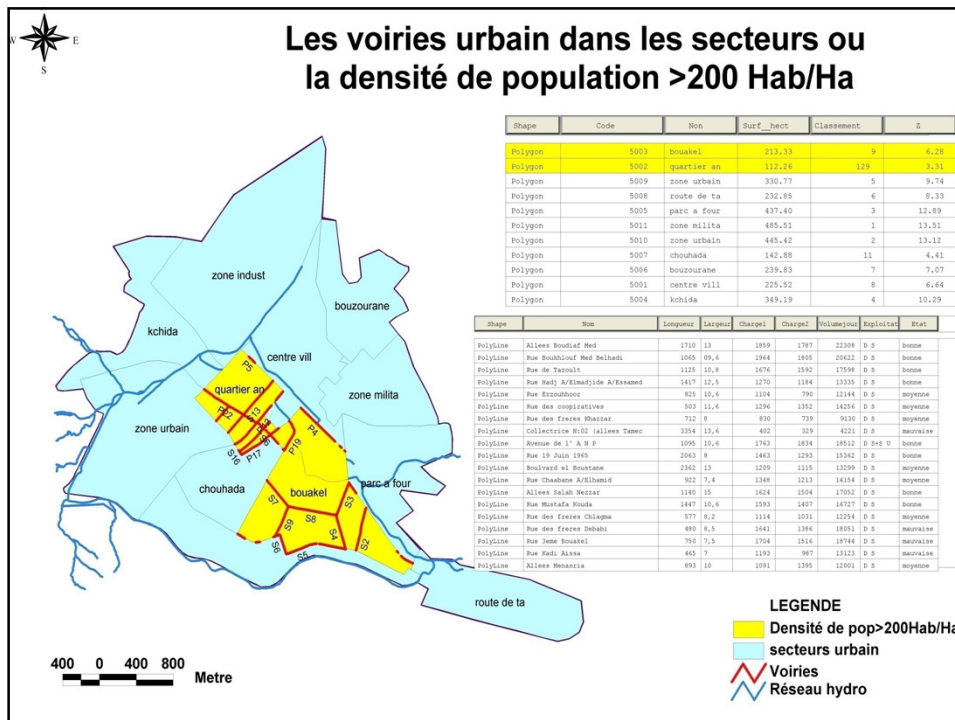 Les voiries urbain dans les secteurs ou
la densité de population >200 Hab/Ha
W E
S
Shape Code Non Surf__hect Classement Z
Polygon 5003 bouakel 213.33 9 6.28
Polygon 5002 quartier an 112.26 129 3.31
Polygon 5009 zone urbain 330.77 5 9.74
Polygon 5008 route de ta 232.85 6 8.33
Polygon 5005 parc a four 437.40 3 12.89
Polygon 5011 zone milita 485.51 1 13.51
Polygon 5010 zone urbain 445.42 2 13.12
Polygon 5007 chouhada 142.88 11 4.41
Polygon 5006 bouzourane 239.83 7 7.07
Polygon 5001 centre vill 225.52 8 6.64
Polygon 5004 kchida 349.19 4 10.29
Shape Nom Longueur Largeur Charge1 Charge2 Volumejour Exploitat Etat
PolyLine Allees Boudiaf Med 1710 13 1859 1787 22308 D S bonne
PolyLine Rue Boukhlouf Med Belhadi 1065 09,6 1964 1805 20622 D S bonne
PolyLine Rue de Tazoult 1125 10,8 1676 1592 17598 D S bonne
PolyLine Rue Hadj A/Elmadjide A/Essamed 1417 12,5 1270 1184 13335 D S bonne
PolyLine Rue Ezzouhhoor 825 10,6 1104 790 12144 D S moyenne
PolyLine Rue des coopiratives 503 11,6 1296 1352 14256 D S moyenne
PolyLine Rue des freres Kharzar 712 8 830 739 9130 D S moyenne
PolyLine Collectrice N:02 (allees Tamec 3354 13,6 402 329 4221 D S mauvaise
PolyLine Avenue de l' A N P 1095 10,6 1763 1834 18512 D S+S U bonne
PolyLine Rue 19 Juin 1965 2063 8 1463 1293 15362 D S bonne
PolyLine Boulvard el Boustane 2362 13 1209 1115 13299 D S moyenne
PolyLine Rue Chaabane A/Elhamid 922 7,4 1348 1213 14154 D S moyenne
PolyLine Allees Salah Nezzar 1140 15 1624 1504 17052 D S bonne
PolyLine Rue Mustafa Kouda 1447 10,6 1593 1407 16727 D S bonne
PolyLine Rue des freres Chlagma 577 8,2 1114 1031 12254 D S moyenne
PolyLine Rue des freres Debabi 480 8,5 1641 1386 18051 D S mauvaise
PolyLine Rue 3eme Bouakel 750 7,5 1704 1516 18744 D S mauvaise
PolyLine Rue Kadi Aissa 465 7 1193 987 13123 D S moyenne
PolyLine Allees Menasria 893 10 1091 1395 12001 D S moyenne
zone indust
bouzourane
kchida
centre vill
P5
quartier an
zone milita
P22
S13
zone urbain
P4
P19
S16
P17
parc a four
chouhada
bouakel
S7
S3
S9
S8
S4
S6
S5
S2
route de ta
LEGENDE
Densité de pop>200Hab/Ha
secteurs urbain
Voiries
Réseau hydro
400 0 400 800 Metre